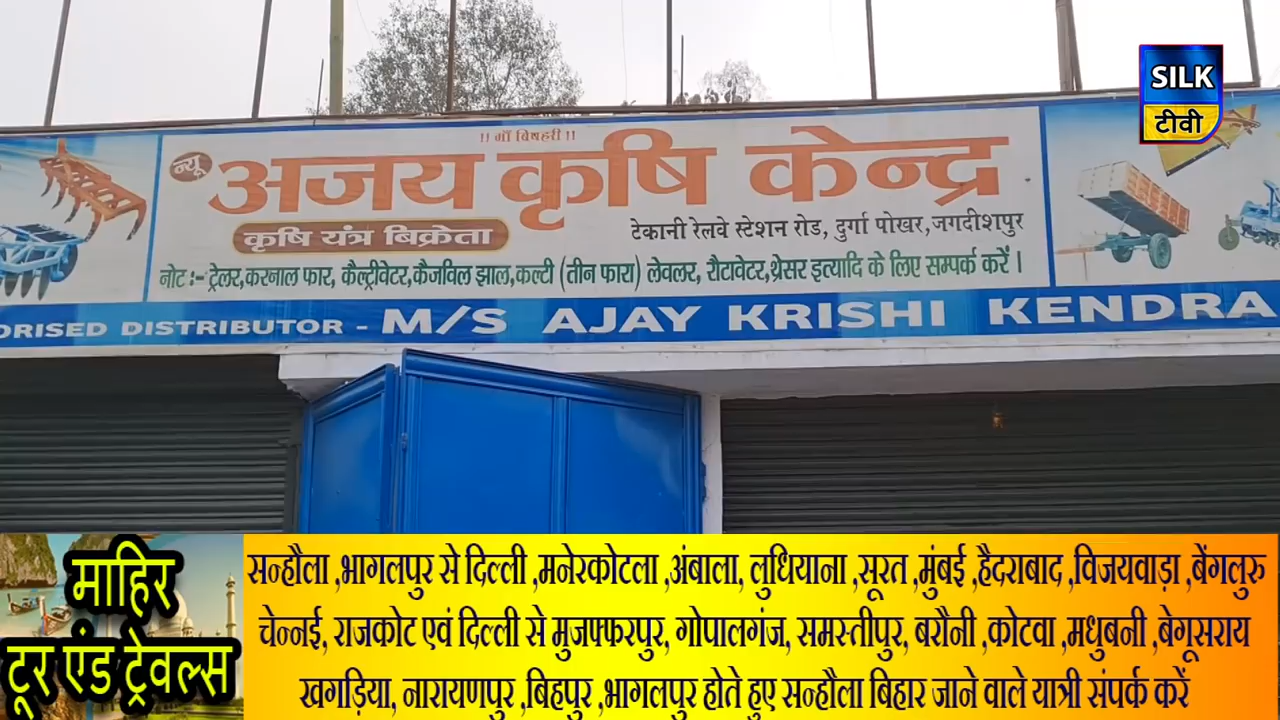 SILK
टीवी
!! माँ बिषहरी !!
न्यू
अजय कृषि केन्द्र
कृषि यंत्र बिक्रेता
टेकानी रेलवे स्टेशन रोड, दुर्गा पोखर,जगदीशपुर
नोट :- ट्रेलर,करनाल फार, कैल्ट्रीवेटर,कैजविल झाल,कल्टी (तीन फारा) लेवलर, रौटावेटर,थ्रेसर इत्यादि के लिए सम्पर्क करें ।
ORISED DISTRIBUTOR - M/S AJAY KRISHI KENDRA
माहिर
टूर एंड ट्रेवल्स
सन्हौला ,भागलपुर से दिल्ली ,मनेरकोटला ,अंबाला, लुधियाना ,सूरत ,मुंबई ,हैदराबाद ,विजयवाड़ा ,बेंगलुरु
चेन्नई, राजकोट एवं दिल्ली से मुजफ्फरपुर, गोपालगंज, समस्तीपुर, बरौनी ,कोटवा ,मधुबनी ,बेगूसराय
खगड़िया, नारायणपुर ,बिहपुर ,भागलपुर होते हुए सन्हौला बिहार जाने वाले यात्री संपर्क करें